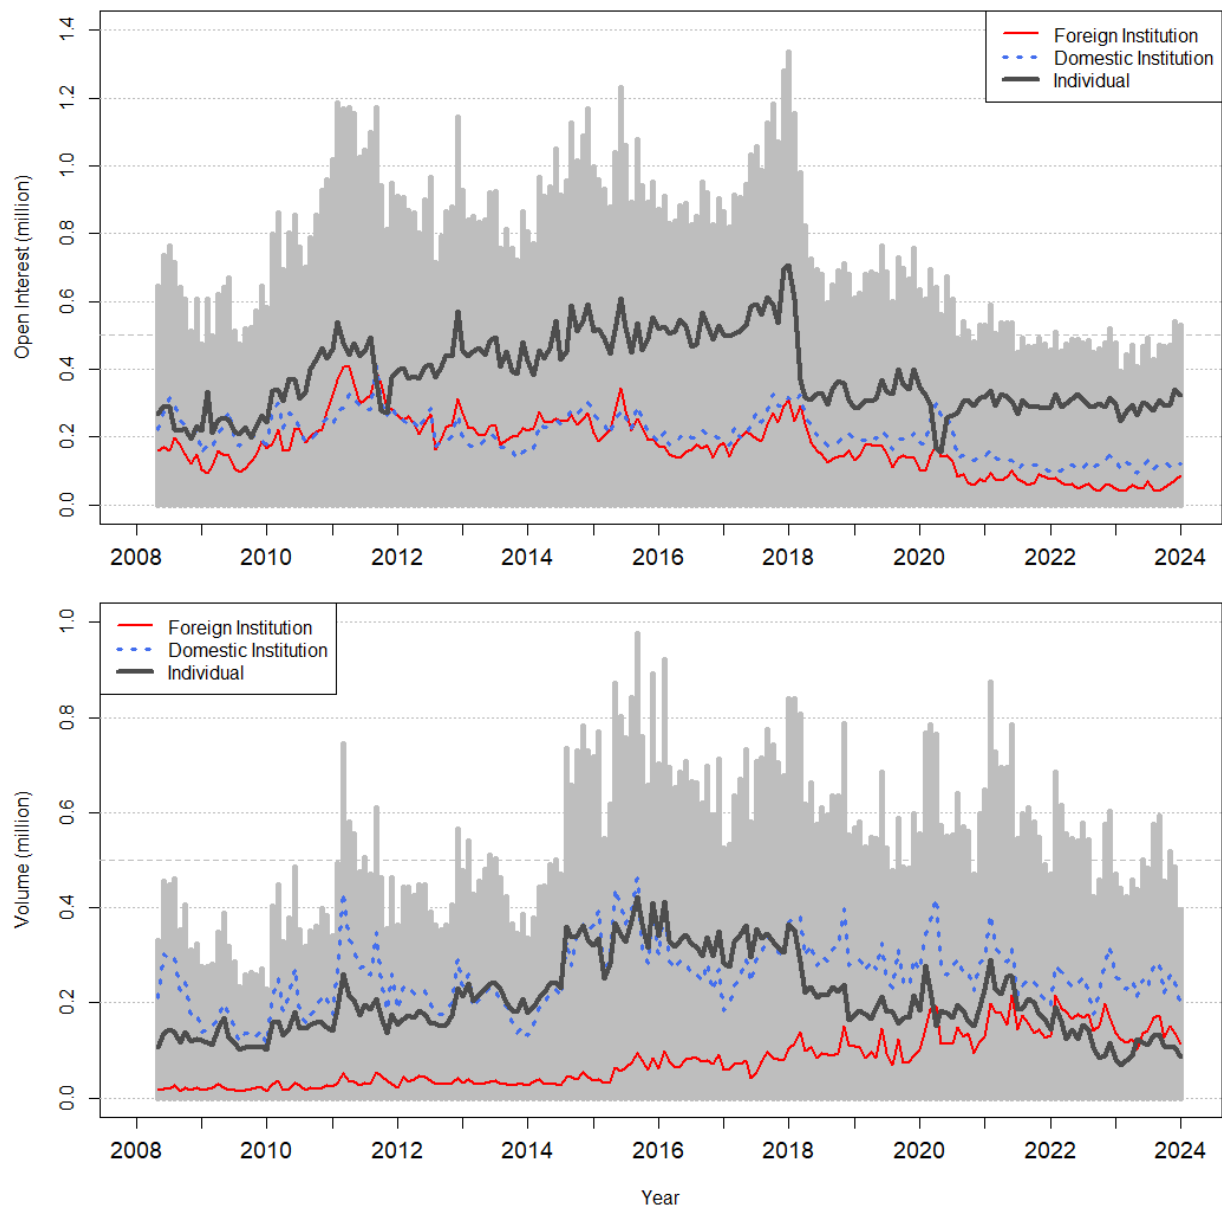 Open Interest (million)
1.4
1.2
1.0
0.8
0.6
0.4
0.2
0.0
Foreign Institution
Domestic Institution
Individual
2008 2010 2012 2014 2016 2018 2020 2022 2024
Volume (million)
1.0
0.8
0.6
0.4
0.2
0.0
Foreign Institution
Domestic Institution
Individual
2008 2010 2012 2014 2016 2018 2020 2022 2024
Year